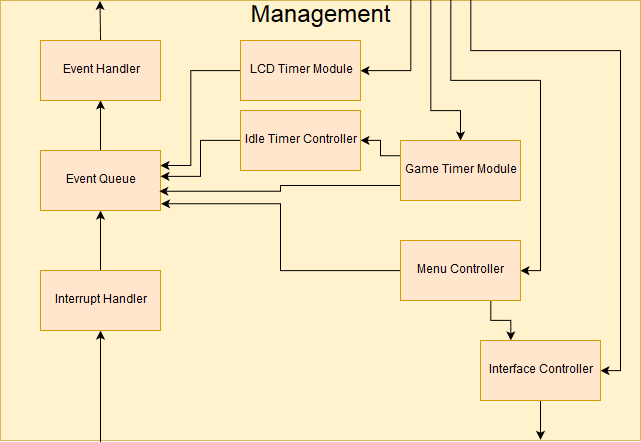 Management
Event Handler
LCD Timer Module
Idle Timer Controller
Event Queue
Game Timer Module
Menu Controller
Interrupt Handler
Interface Controller